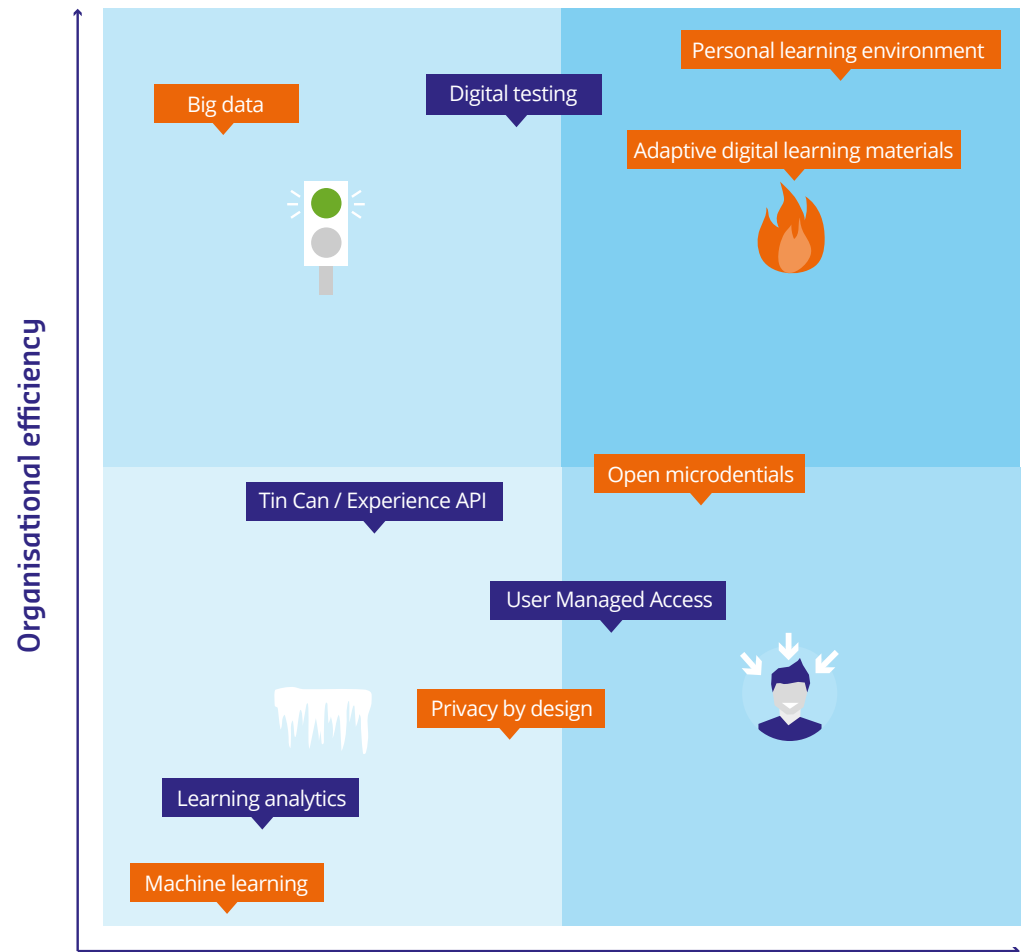 Personal learning environment
Big data
Digital testing
Adaptive digital learning materials
Organisational efficiency
Open microdentials
Tin Can / Experience API
User Managed Access
Privacy by design
Learning analytics
Machine learning